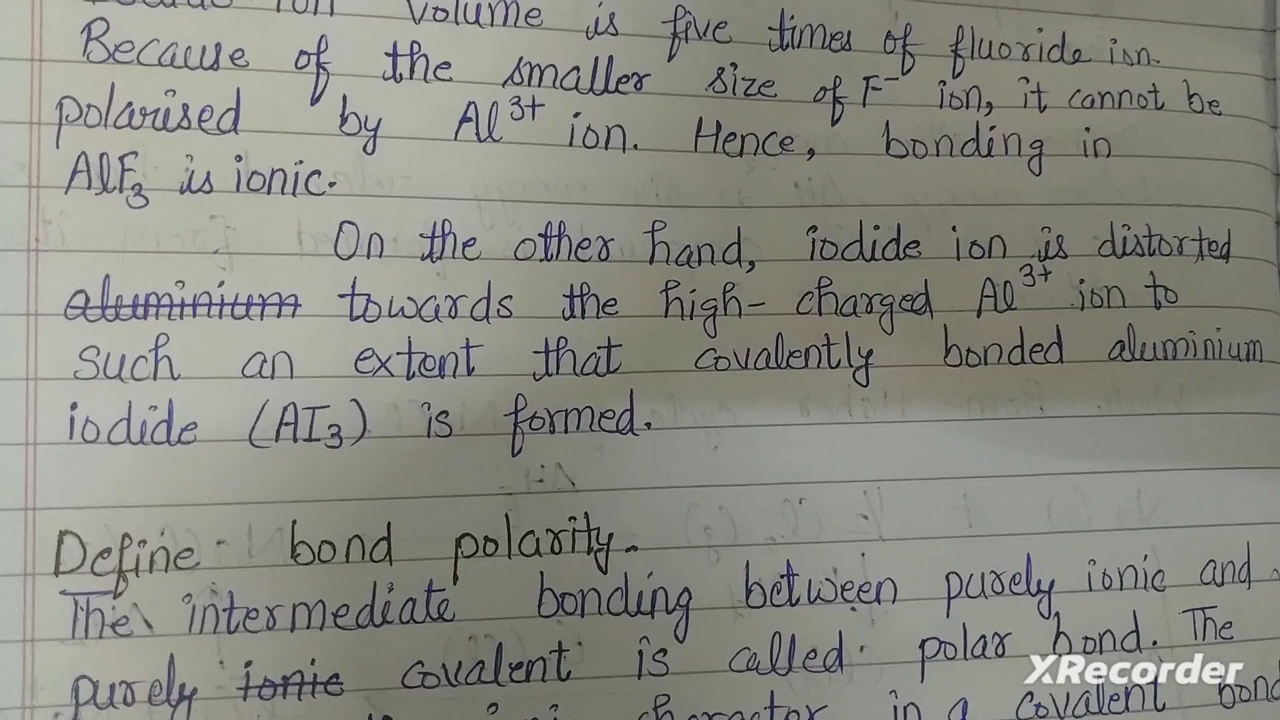 ion volume is five times of fluoride ion.
Because of the smaller size of F⁻ ion, it cannot be
polarised by Al³⁺ ion. Hence, bonding in
AlF₃ is ionic.
On the other hand, iodide ion is distorted
aluminium towards the high-charged Al³⁺ ion to
such an extent that covalently bonded aluminium
iodide (AI₃) is formed.
Define bond polarity.
The intermediate bonding between purely ionic and
purely ionic covalent is called polar bond. The
character in a covalent bond
XRecorder